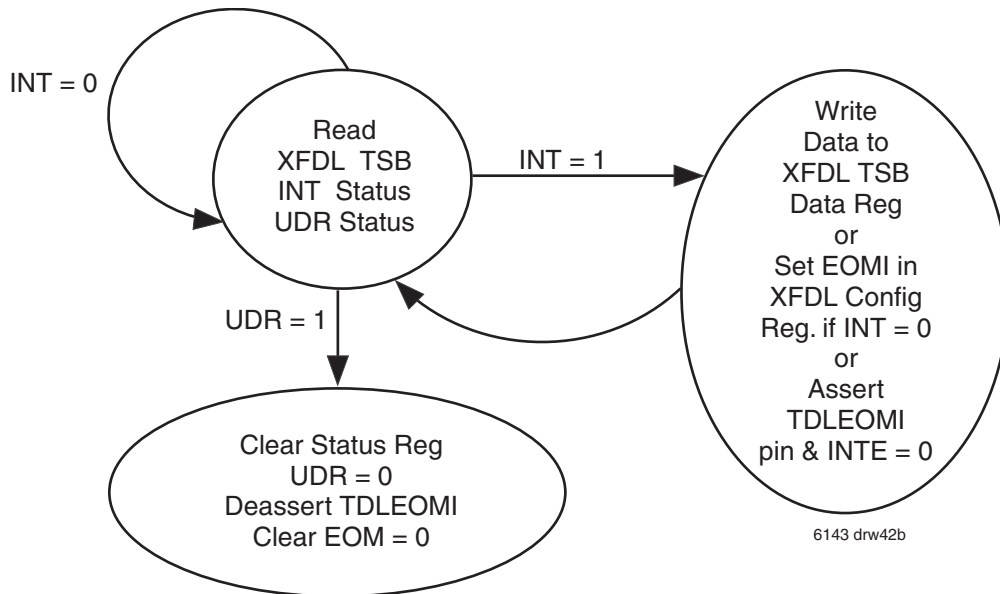 INT = 0
Read
XFDL TSB
INT Status
UDR Status
INT = 1
Write
Data to
XFDL TSB
Data Reg
or
Set EOMI in
XFDL Config
Reg. if INT = 0
or
Assert
TDLEOMI
pin & INTE = 0
UDR = 1
Clear Status Reg
UDR = 0
Deassert TDLEOMI
Clear EOM = 0
6143 drw42b